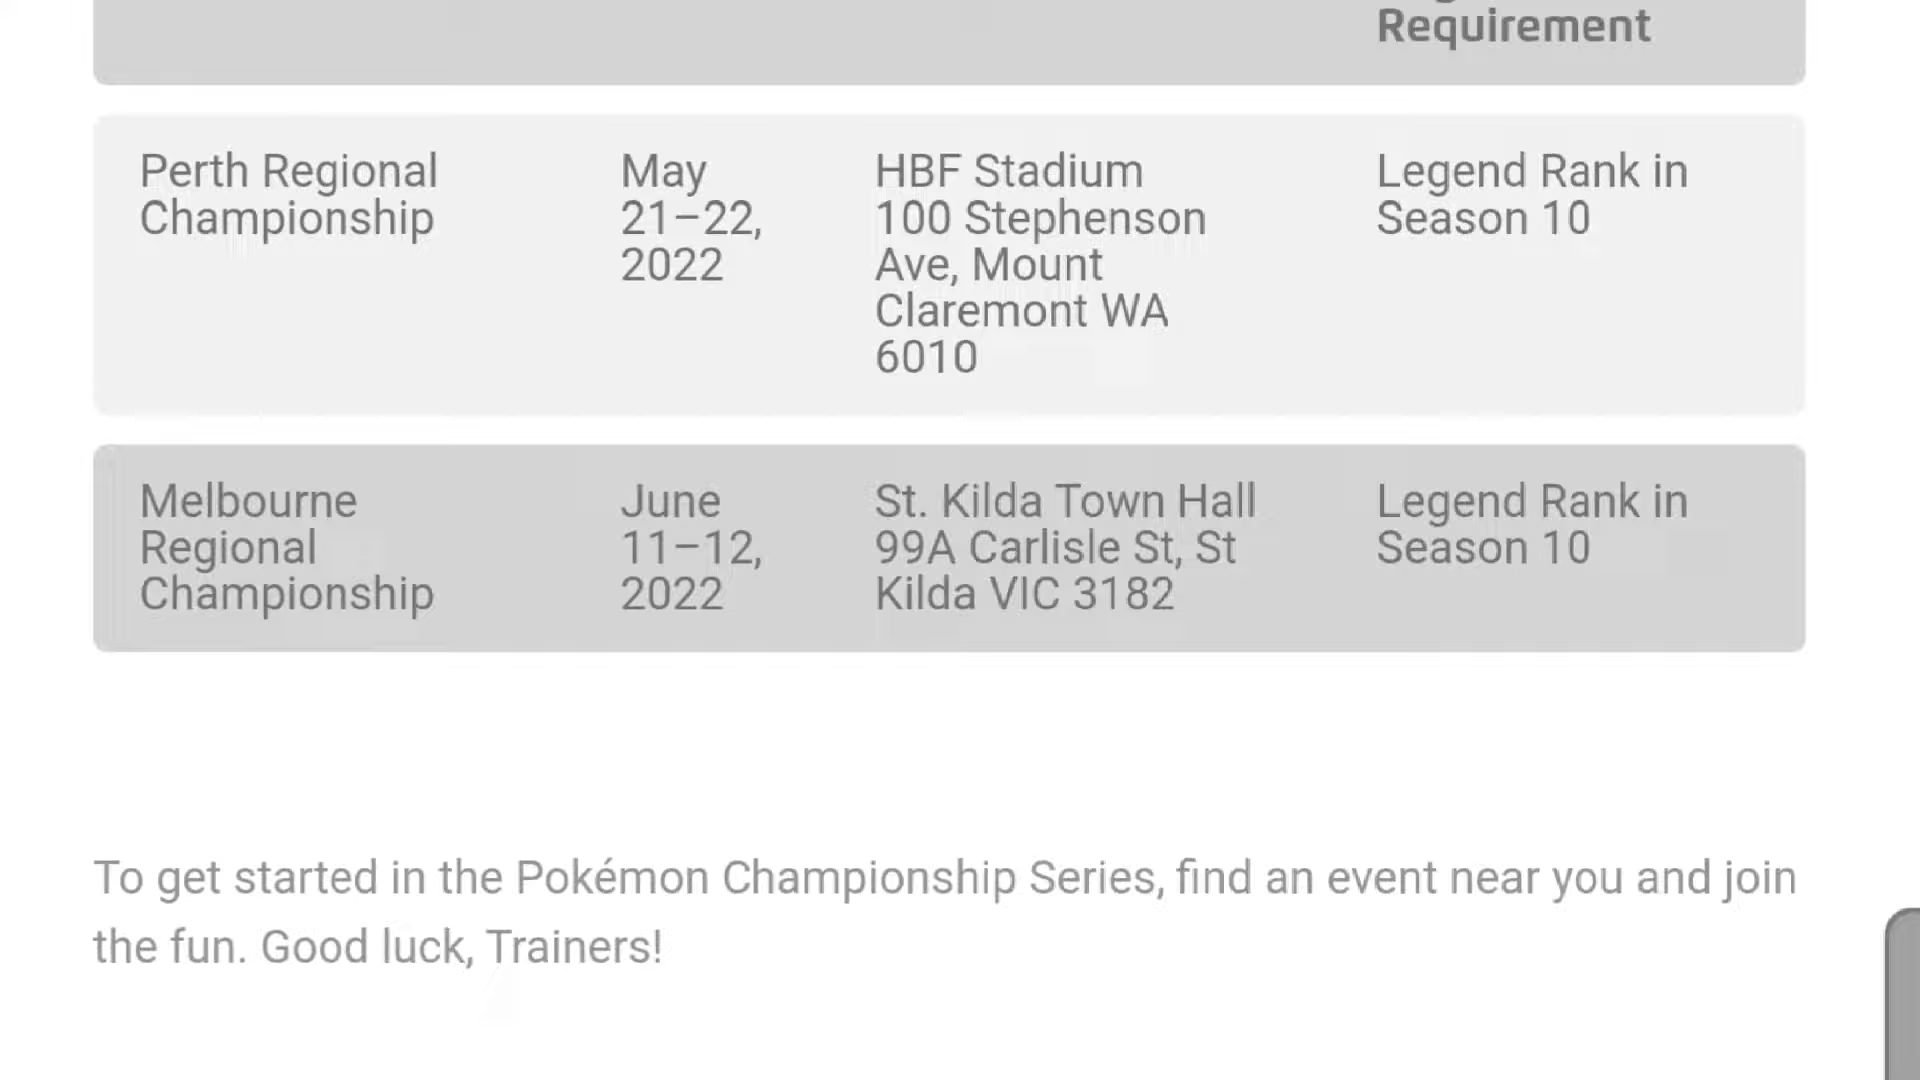 Requirement
Perth Regional
Championship
May
21–22,
2022
HBF Stadium
100 Stephenson
Ave, Mount
Claremont WA
6010
Legend Rank in
Season 10
Melbourne
Regional
Championship
June
11–12,
2022
St. Kilda Town Hall
99A Carlisle St, St
Kilda VIC 3182
Legend Rank in
Season 10
To get started in the Pokémon Championship Series, find an event near you and join
the fun. Good luck, Trainers!